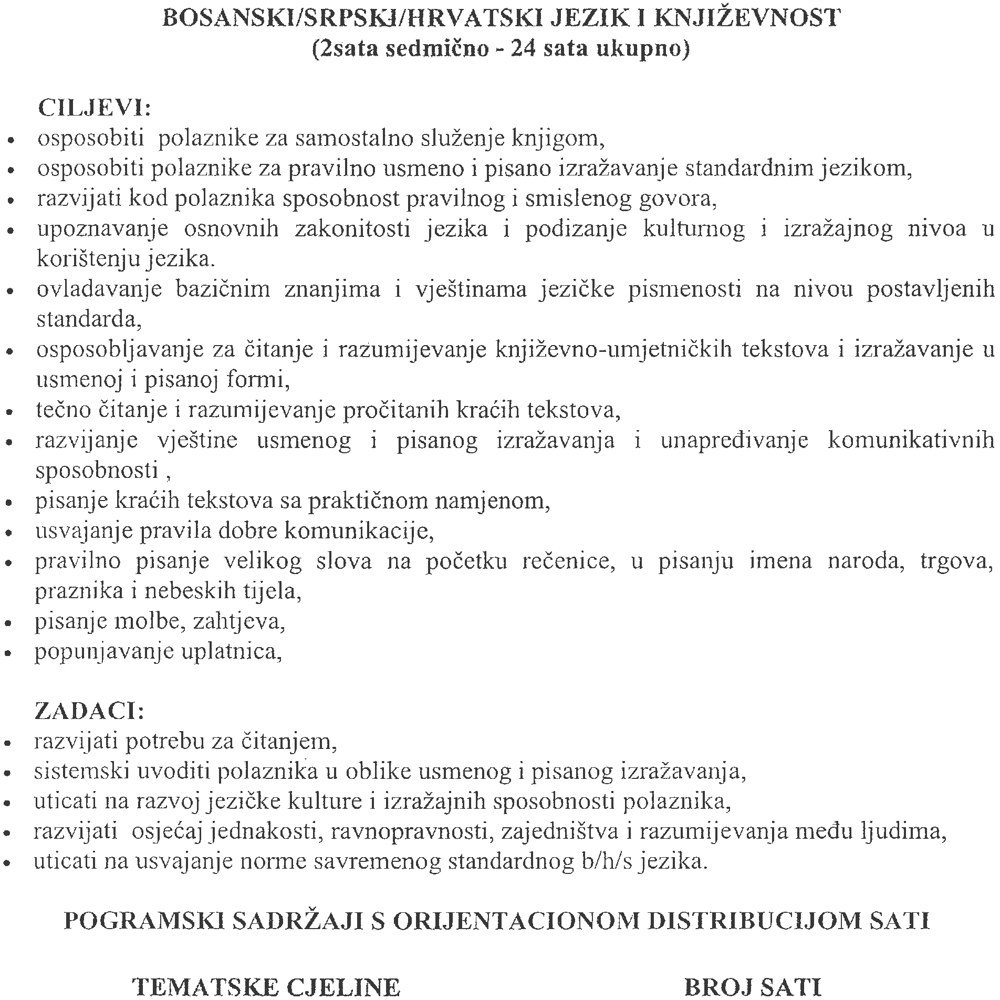 BOSANSKI/SRPSKI/HRVATSKI JEZIK I KNJIŽEVNOST
(2sata sedmično - 24 sata ukupno)
CILJEVI:
• osposobiti polaznike za samostalno služenje knjigom,
• osposobiti polaznike za pravilno usmeno i pisano izražavanje standardnim jezikom,
• razvijati kod polaznika sposobnost pravilnog i smislenog govora,
• upoznavanje osnovnih zakonitosti jezika i podizanje kulturnog i izražajnog nivoa u
korištenju jezika.
• ovladavanje bazičnim znanjima i vještinama jezičke pismenosti na nivou postavljenih
standarda,
• osposobljavanje za čitanje i razumijevanje književno-umjetničkih tekstova i izražavanje u
usmenoj i pisanoj formi,
• tečno čitanje i razumijevanje pročitanih kraćih tekstova,
• razvijanje vještine usmenog i pisanog izražavanja i unapređivanje komunikativnih
sposobnosti ,
• pisanje kraćih tekstova sa praktičnom namjenom,
• usvajanje pravila dobre komunikacije,
• pravilno pisanje velikog slova na početku rečenice, u pisanju imena naroda, trgova,
praznika i nebeskih tijela,
• pisanje molbe, zahtjeva,
• popunjavanje uplatnica,
ZADACI:
• razvijati potrebu za čitanjem,
• sistemski uvoditi polaznika u oblike usmenog i pisanog izražavanja,
• uticati na razvoj jezičke kulture i izražajnih sposobnosti polaznika,
• razvijati osjećaj jednakosti, ravnopravnosti, zajedništva i razumijevanja među ljudima,
• uticati na usvajanje norme savremenog standardnog b/h/s jezika.
POGRAMSKI SADRŽAJI S ORIJENTACIONOM DISTRIBUCIJOM SATI
TEMATSKE CJELINE BROJ SATI